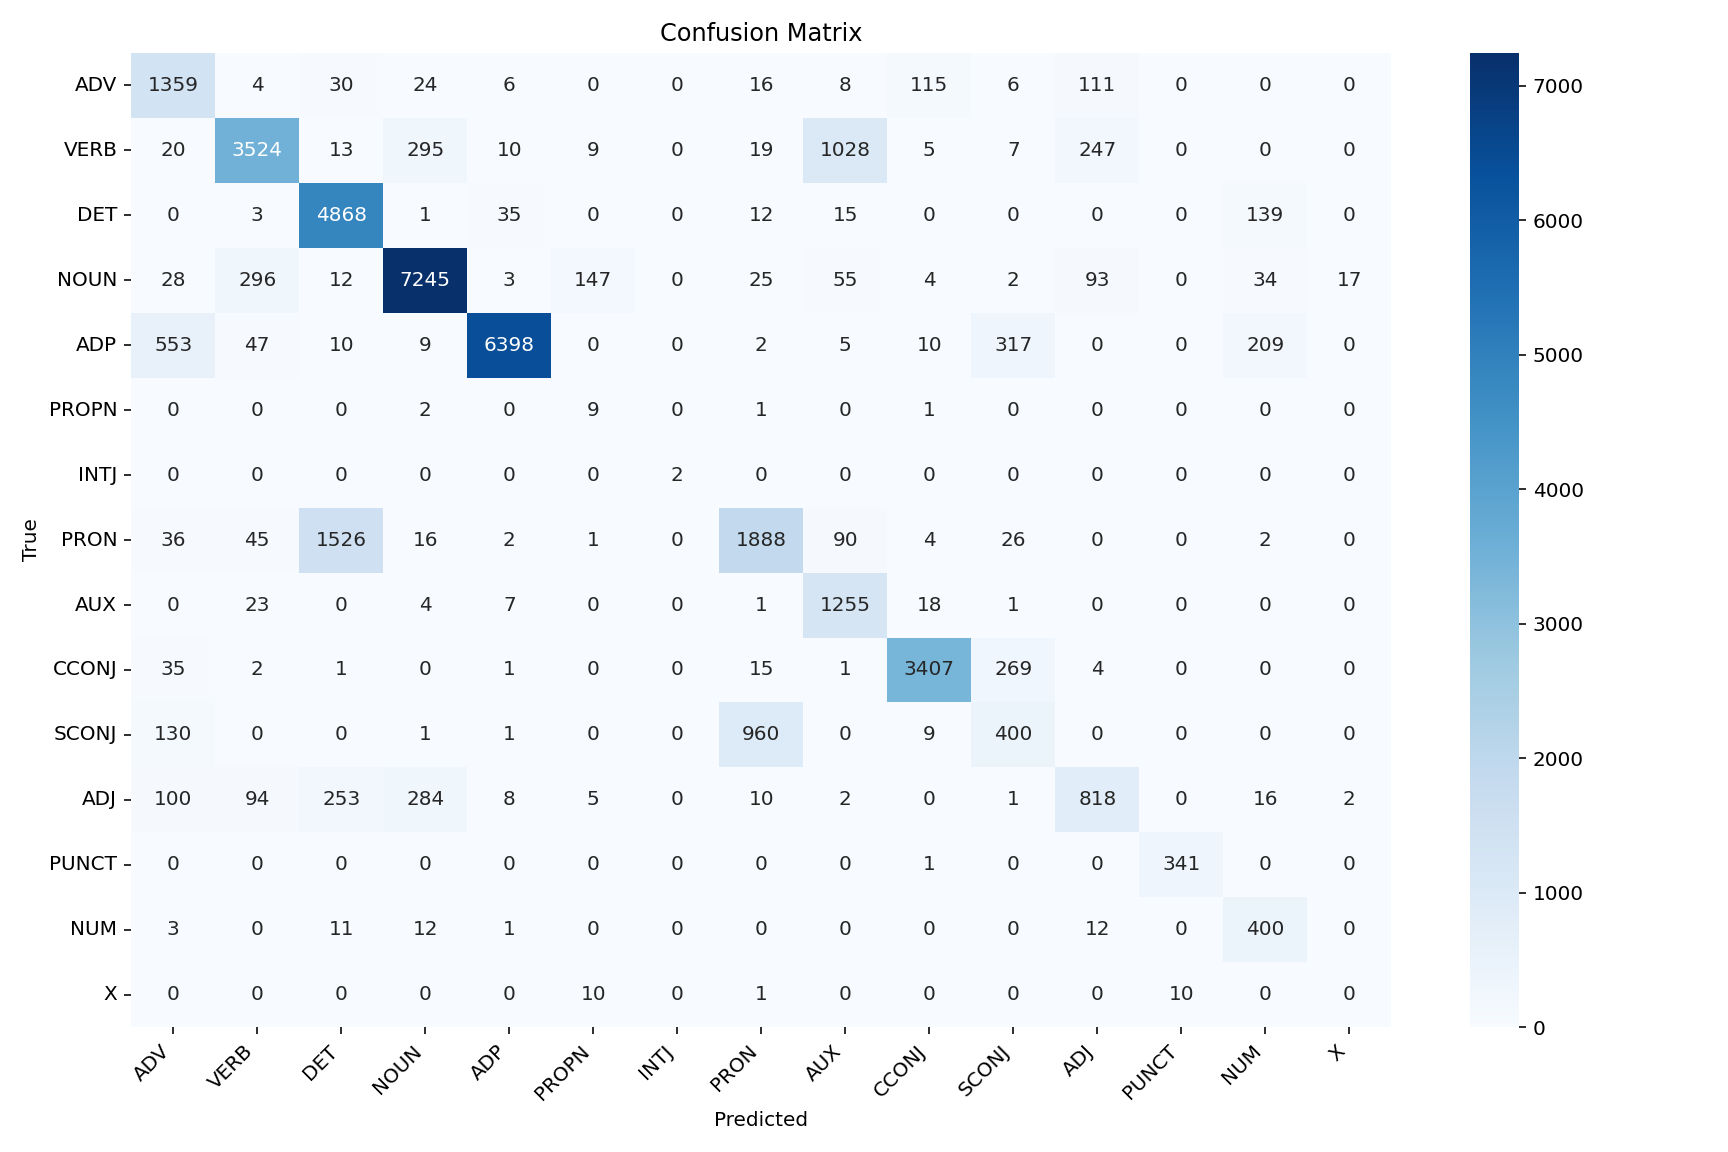 Confusion Matrix
ADV 1359 4 30 24 6 0 0 16 8 115 6 111 0 0 0
VERB 20 3524 13 295 10 9 0 19 1028 5 7 247 0 0 0
DET 0 3 4868 1 35 0 0 12 15 0 0 0 0 139 0
NOUN 28 296 12 7245 3 147 0 25 55 4 2 93 0 34 17
ADP 553 47 10 9 6398 0 0 2 5 10 317 0 0 209 0
PROPN 0 0 0 2 0 9 0 1 0 1 0 0 0 0 0
INTJ 0 0 0 0 0 0 2 0 0 0 0 0 0 0 0
PRON 36 45 1526 16 2 1 0 1888 90 4 26 0 0 2 0
AUX 0 23 0 4 7 0 0 1 1255 18 1 0 0 0 0
CCONJ 35 2 1 0 1 0 0 15 1 3407 269 4 0 0 0
SCONJ 130 0 0 1 1 0 0 960 0 9 400 0 0 0 0
ADJ 100 94 253 284 8 5 0 10 2 0 1 818 0 16 2
PUNCT 0 0 0 0 0 0 0 0 0 1 0 0 341 0 0
NUM 3 0 11 12 1 0 0 0 0 0 0 12 0 400 0
X 0 0 0 0 0 10 0 1 0 0 0 0 10 0 0
ADV VERB DET NOUN ADP PROPN INTJ PRON AUX CCONJ SCONJ ADJ PUNCT NUM X
Predicted
True
7000
6000
5000
4000
3000
2000
1000
0